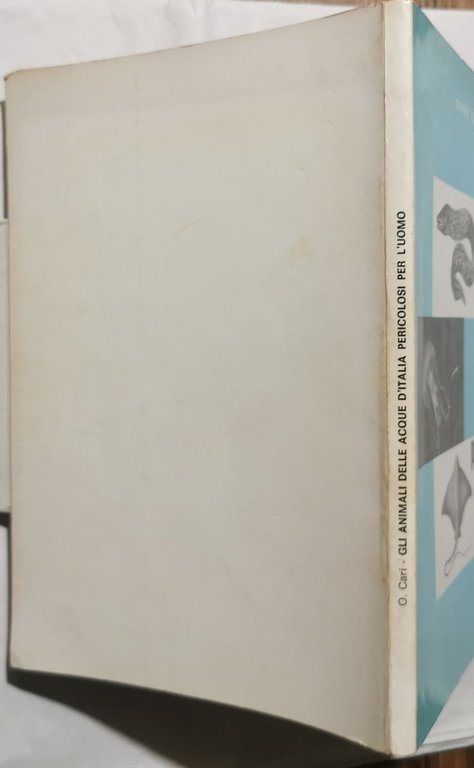 O. Cari - GLI ANIMALI DELLE ACQUE D'ITALIA PERICOLOSI PER L'UOMO